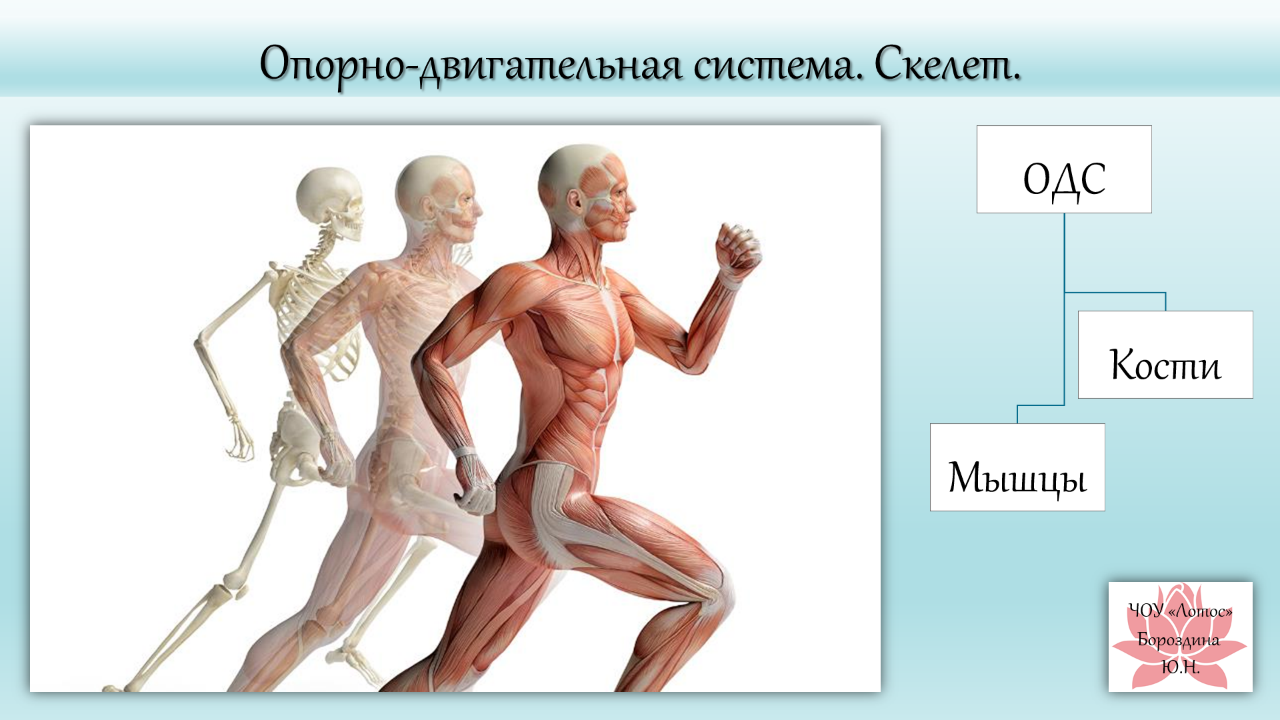 Опорно-двигательная система. Скелет.
ОДС
Кости
Мышцы
ЧОУ «Лотос»
Бороздина
Ю.Н.